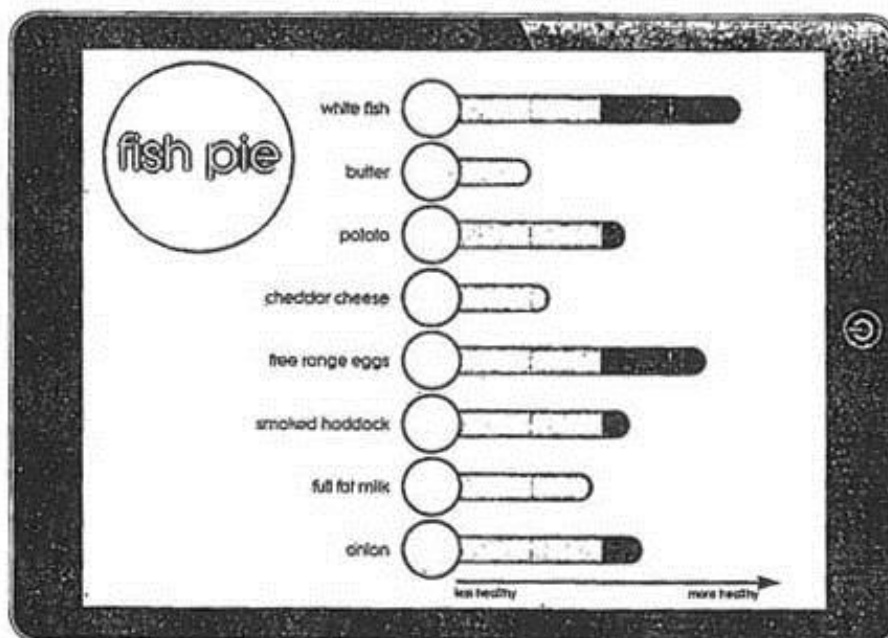 fish pie
white fish
butter
potato
cheddar cheese
free range eggs
smoked haddock
full fat milk
onion
less healthy
more healthy